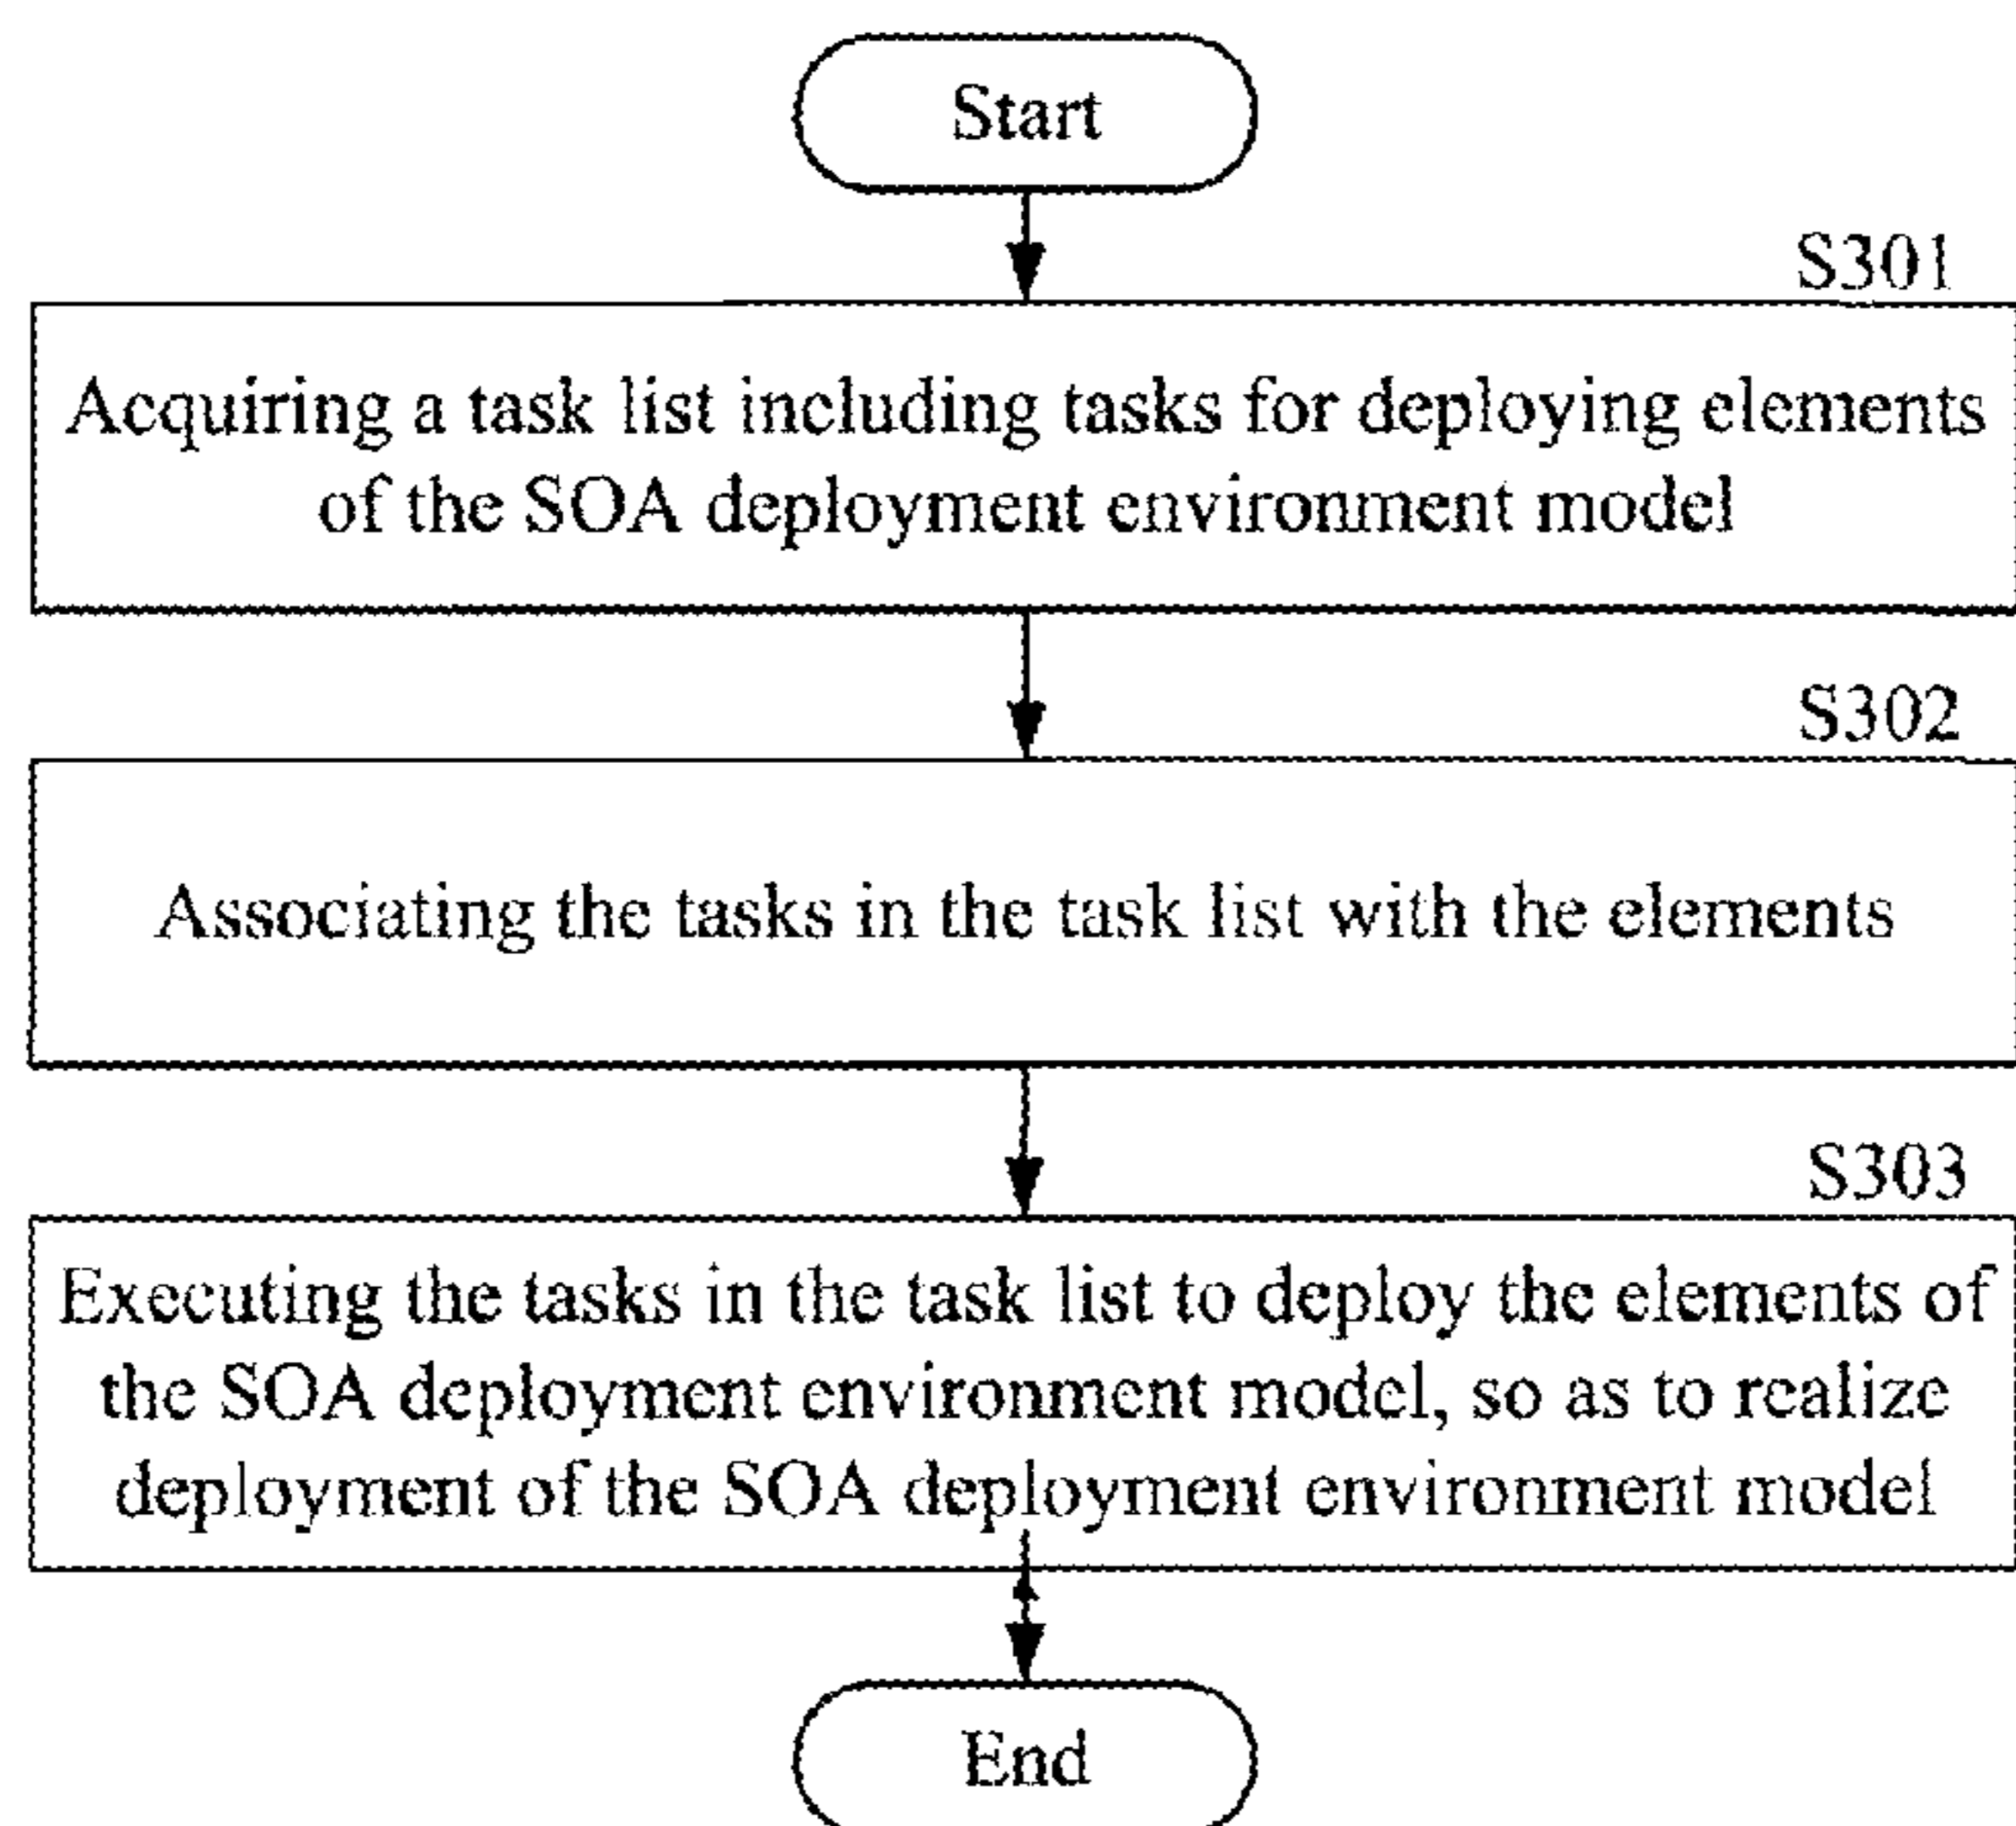 Start
S301
Acquiring a task list including tasks for deploying elements
of the SOA deployment environment model
S302
Associating the tasks in the task list with the elements
S303
Executing the tasks in the task list to deploy the elements of
the SOA deployment environment model, so as to realize
deployment of the SOA deployment environment model
End